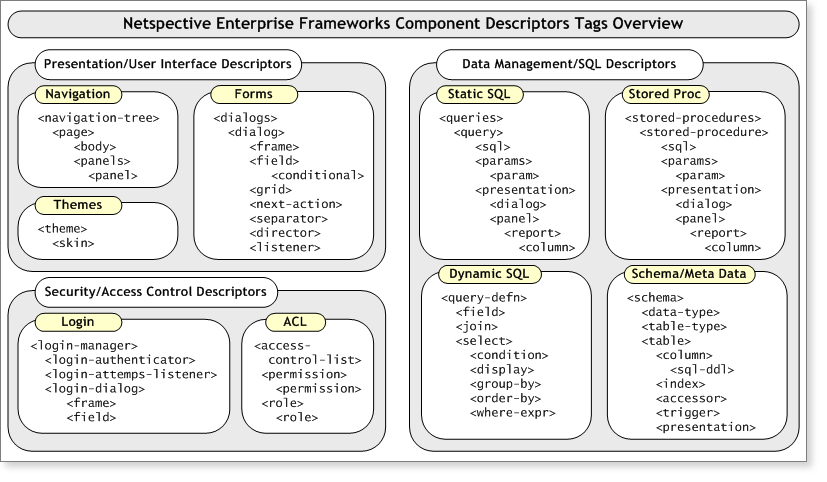 Netspective Enterprise Frameworks Component Descriptors Tags Overview
Presentation/User Interface Descriptors
Navigation
<navigation-tree>
<page>
<body>
<panels>
<panel>
Themes
<theme>
<skin>
Forms
<dialogs>
<dialog>
<frame>
<field>
<conditional>
<grid>
<next-action>
<separator>
<director>
<listener>
Security/Access Control Descriptors
Login
<login-manager>
<login-authenticator>
<login-attemps-listener>
<login-dialog>
<frame>
<field>
ACL
<access-
control-list>
<permission>
<permission>
<role>
<role>
Data Management/SQL Descriptors
Static SQL
<queries>
<query>
<sql>
<params>
<param>
<presentation>
<dialog>
<panel>
<report>
<column>
Stored Proc
<stored-procedures>
<stored-procedure>
<sql>
<params>
<param>
<presentation>
<dialog>
<panel>
<report>
<column>
Dynamic SQL
<query-defn>
<field>
<join>
<select>
<condition>
<display>
<group-by>
<order-by>
<where-expr>
Schema/Meta Data
<schema>
<data-type>
<table-type>
<table>
<column>
<sql-ddl>
<index>
<accessor>
<trigger>
<presentation>